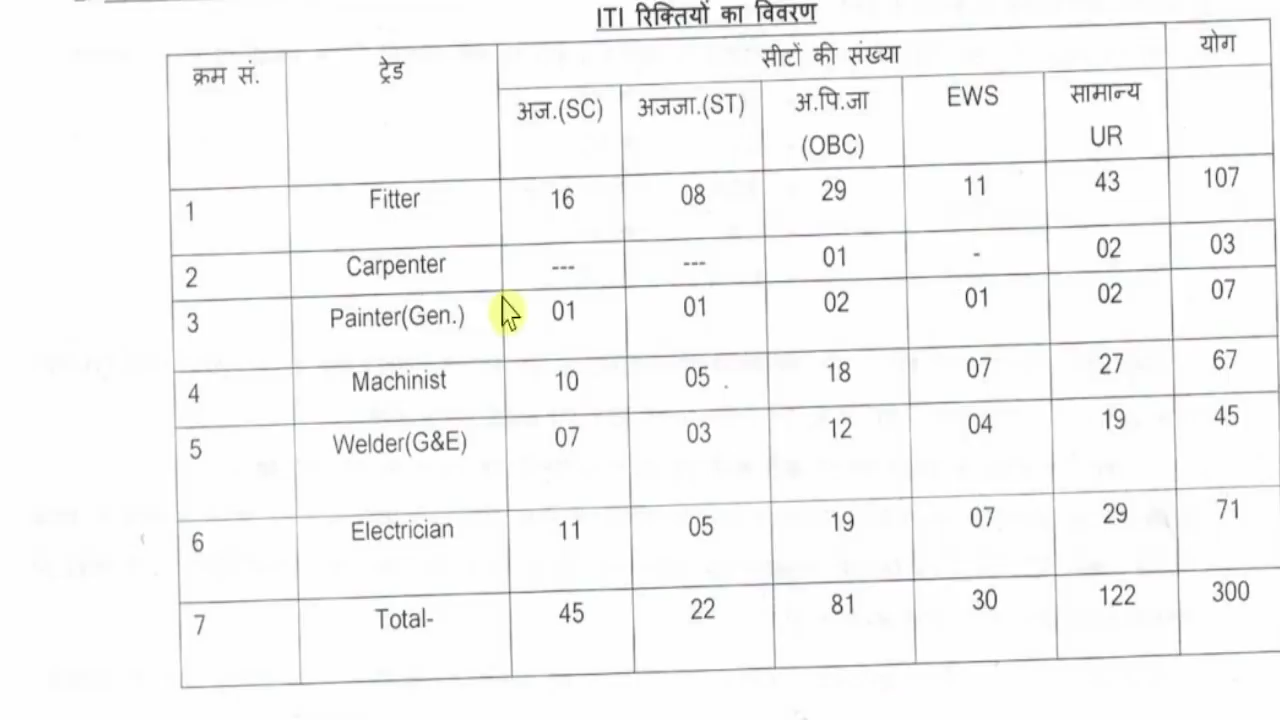 ITI रिक्तियों का विवरण
क्रम सं. ट्रेड सीटों की संख्या योग
अज.(SC) अजजा.(ST) अ.पि.जा (OBC) EWS सामान्य UR
1 Fitter 16 08 29 11 43 107
2 Carpenter --- --- 01 - 02 03
3 Painter(Gen.) 01 01 02 01 02 07
4 Machinist 10 05 18 07 27 67
5 Welder(G&E) 07 03 12 04 19 45
6 Electrician 11 05 19 07 29 71
7 Total- 45 22 81 30 122 300